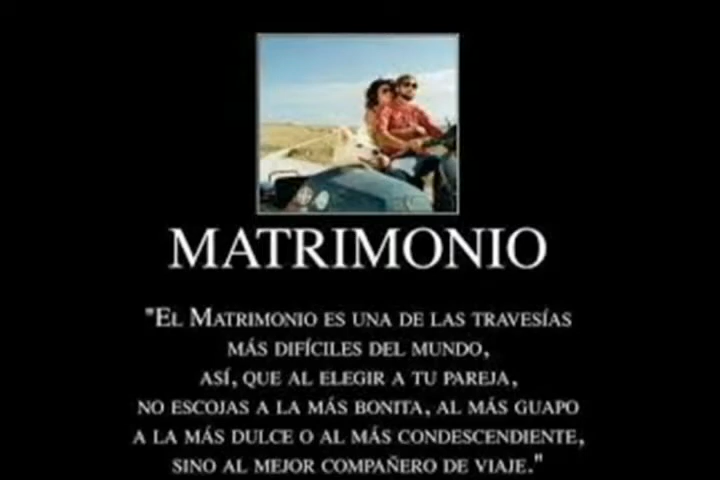 MATRIMONIO
"EL MATRIMONIO ES UNA DE LAS TRAVESÍAS
MÁS DIFÍCILES DEL MUNDO,
ASÍ, QUE AL ELEGIR A TU PAREJA,
NO ESCOJAS A LA MÁS BONITA, AL MÁS GUAPO
A LA MÁS DULCE O AL MÁS CONDESCENDIENTE,
SINO AL MEJOR COMPAÑERO DE VIAJE."